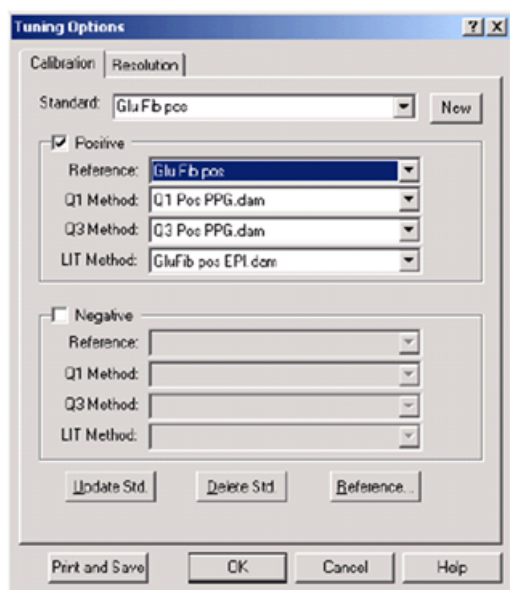 Tuning Options
Calibration Resolution
Standard: Glu Fib pos New
Positive
Reference: Glu Fib pos
Q1 Method: Q1 Pos PPG.dam
Q3 Method: Q3 Pos PPG.dam
LIT Method: GluFib pos EPI.dam
Negative
Reference:
Q1 Method:
Q3 Method:
LIT Method:
Update Std. Delete Std. Reference...
Print and Save OK Cancel Help